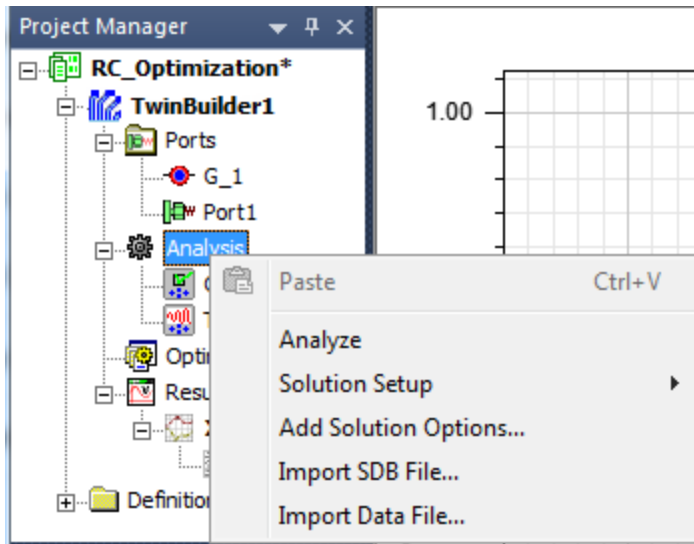 Project Manager
RC_Optimization*
TwinBuilder1
1.00
Ports
G_1
Port1
Analysis
Paste Ctrl+V
Analyze
Solution Setup
Add Solution Options...
Import SDB File...
Import Data File...